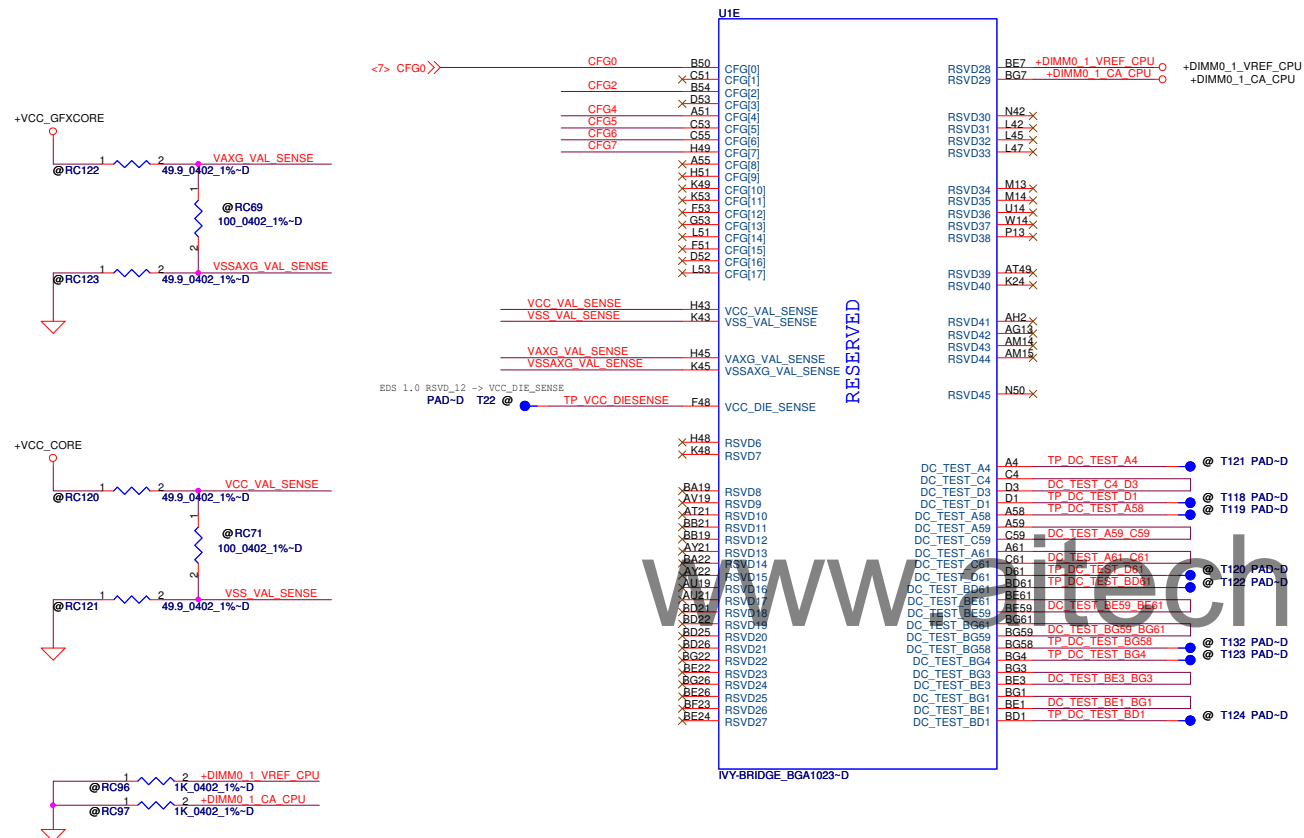 U1E
<7> CFG0
CFG0 B50 CFG[0]
C51 CFG[1]
CFG2 B54 CFG[2]
D53 CFG[3]
CFG4 A51 CFG[4]
CFG5 C53 CFG[5]
CFG6 C55 CFG[6]
CFG7 H49 CFG[7]
A55 CFG[8]
H51 CFG[9]
K49 CFG[10]
K53 CFG[11]
F53 CFG[12]
G53 CFG[13]
L51 CFG[14]
F51 CFG[15]
D52 CFG[16]
L53 CFG[17]
VCC_VAL_SENSE H43 VCC_VAL_SENSE
VSS_VAL_SENSE K43 VSS_VAL_SENSE
VAXG_VAL_SENSE H45 VAXG_VAL_SENSE
VSSAXG_VAL_SENSE K45 VSSAXG_VAL_SENSE
EDS 1.0 RSVD_12 -> VCC_DIE_SENSE
PAD~D T22 @ TP_VCC_DIESENSE F48 VCC_DIE_SENSE
H48 RSVD6
K48 RSVD7
BA19 RSVD8
AV19 RSVD9
AT21 RSVD10
BB21 RSVD11
BB19 RSVD12
AY21 RSVD13
BA22 RSVD14
AY22 RSVD15
AU19 RSVD16
AU21 RSVD17
BD21 RSVD18
BD22 RSVD19
BD25 RSVD20
BD26 RSVD21
BG22 RSVD22
BE22 RSVD23
BG26 RSVD24
BE26 RSVD25
BF23 RSVD26
BE24 RSVD27
RESERVED
RSVD28 BE7 +DIMM0_1_VREF_CPU +DIMM0_1_VREF_CPU
RSVD29 BG7 +DIMM0_1_CA_CPU +DIMM0_1_CA_CPU
RSVD30 N42
RSVD31 L42
RSVD32 L45
RSVD33 L47
RSVD34 M13
RSVD35 M14
RSVD36 U14
RSVD37 W14
RSVD38 P13
RSVD39 AT49
RSVD40 K24
RSVD41 AH2
RSVD42 AG13
RSVD43 AM14
RSVD44 AM15
RSVD45 N50
DC_TEST_A4 A4 TP_DC_TEST_A4 @ T121 PAD~D
DC_TEST_C4 C4
DC_TEST_D3 D3 DC_TEST_C4_D3
DC_TEST_D1 D1 TP_DC_TEST_D1 @ T118 PAD~D
DC_TEST_A58 A58 TP_DC_TEST_A58 @ T119 PAD~D
DC_TEST_A59 A59
DC_TEST_C59 C59 DC_TEST_A59_C59
DC_TEST_A61 A61
DC_TEST_C61 C61 DC_TEST_A61_C61
DC_TEST_D61 D61 TP_DC_TEST_D61 @ T120 PAD~D
DC_TEST_BD61 BD61 TP_DC_TEST_BD61 @ T122 PAD~D
DC_TEST_BE61 BE61
DC_TEST_BE59 BE59 DC_TEST_BE59_BE61
DC_TEST_BG61 BG61
DC_TEST_BG59 BG59 DC_TEST_BG59_BG61
DC_TEST_BG58 BG58 TP_DC_TEST_BG58 @ T132 PAD~D
DC_TEST_BG4 BG4 TP_DC_TEST_BG4 @ T123 PAD~D
DC_TEST_BG3 BG3
DC_TEST_BE3 BE3 DC_TEST_BE3_BG3
DC_TEST_BG1 BG1
DC_TEST_BE1 BE1 DC_TEST_BE1_BG1
DC_TEST_BD1 BD1 TP_DC_TEST_BD1 @ T124 PAD~D
IVY-BRIDGE_BGA1023~D
www.aitech
+VCC_GFXCORE
1 2 VAXG_VAL_SENSE
@RC122 49.9_0402_1%~D
1
@RC69
100_0402_1%~D
2
1 2 VSSAXG_VAL_SENSE
@RC123 49.9_0402_1%~D
+VCC_CORE
1 2 VCC_VAL_SENSE
@RC120 49.9_0402_1%~D
1
@RC71
100_0402_1%~D
2
1 2 VSS_VAL_SENSE
@RC121 49.9_0402_1%~D
1 2 +DIMM0_1_VREF_CPU
@RC96 1K_0402_1%~D
1 2 +DIMM0_1_CA_CPU
@RC97 1K_0402_1%~D